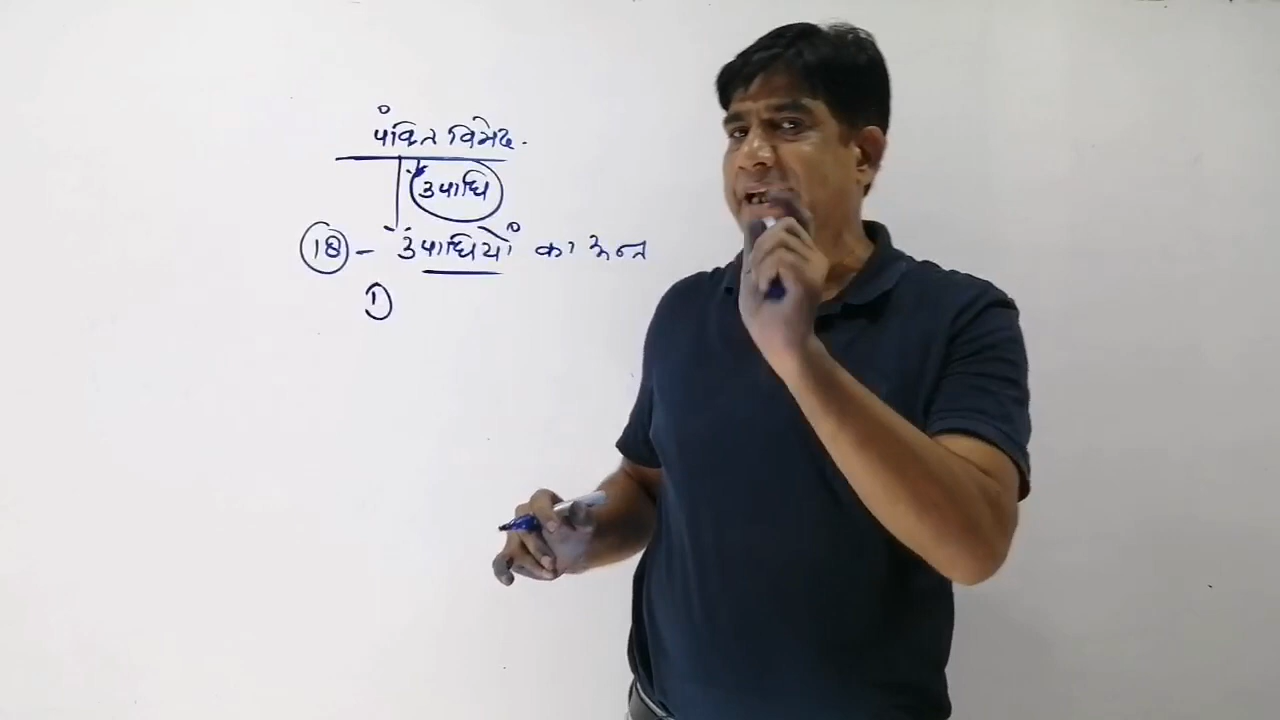 पंक्ति विभेद.
उपाधि
18 - उपाधियों का अन्त
1